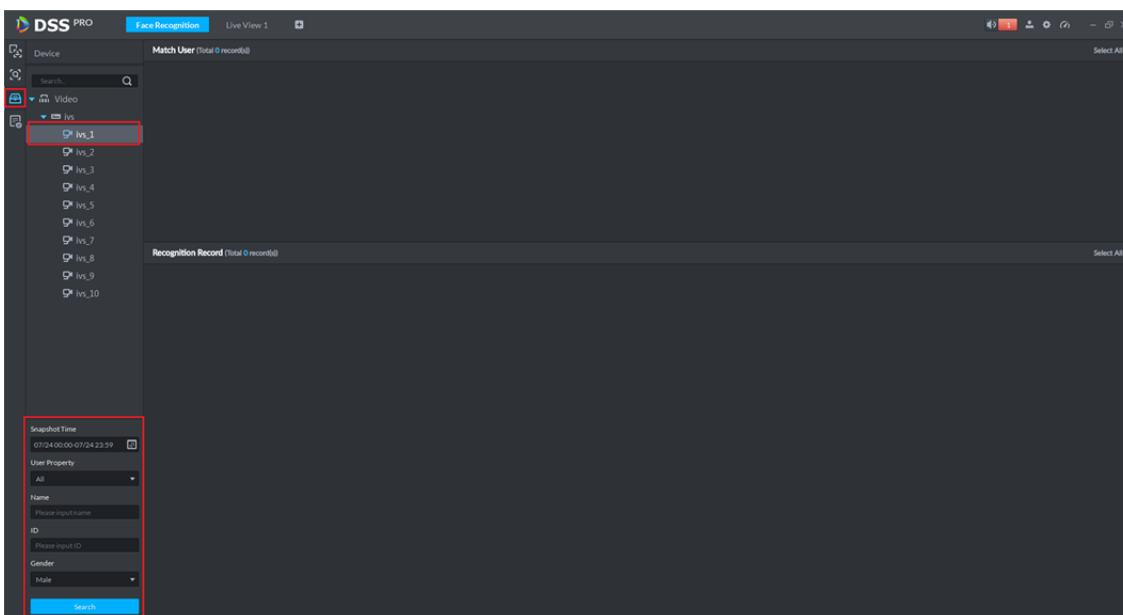 DSS PRO Face Recognition Live View 1 1
Device
Match User (Total 0 record(s))
Select All
Search..
Video
ivs
ivs_1
ivs_2
ivs_3
ivs_4
ivs_5
ivs_6
ivs_7
ivs_8
ivs_9
ivs_10
Recognition Record (Total 0 record(s))
Select All
Snapshot Time
07/24 00:00-07/24 23:59
User Property
All
Name
Please input name
ID
Please input ID
Gender
Male
Search